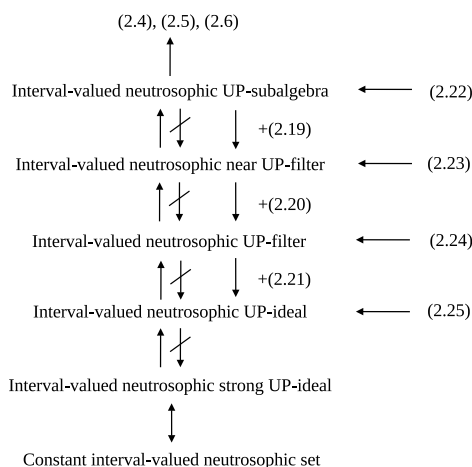 (2.4), (2.5), (2.6)
Interval-valued neutrosophic UP-subalgebra (2.22)
+(2.19)
Interval-valued neutrosophic near UP-filter (2.23)
+(2.20)
Interval-valued neutrosophic UP-filter (2.24)
+(2.21)
Interval-valued neutrosophic UP-ideal (2.25)
Interval-valued neutrosophic strong UP-ideal
Constant interval-valued neutrosophic set